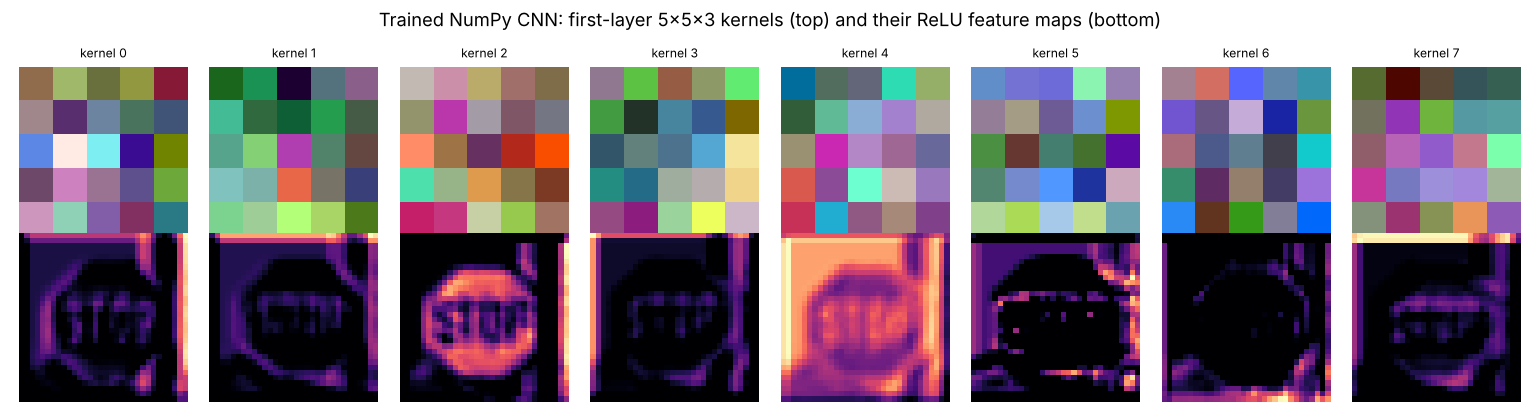 Trained NumPy CNN: first-layer 5×5×3 kernels (top) and their ReLU feature maps (bottom)
kernel 0 kernel 1 kernel 2 kernel 3 kernel 4 kernel 5 kernel 6 kernel 7